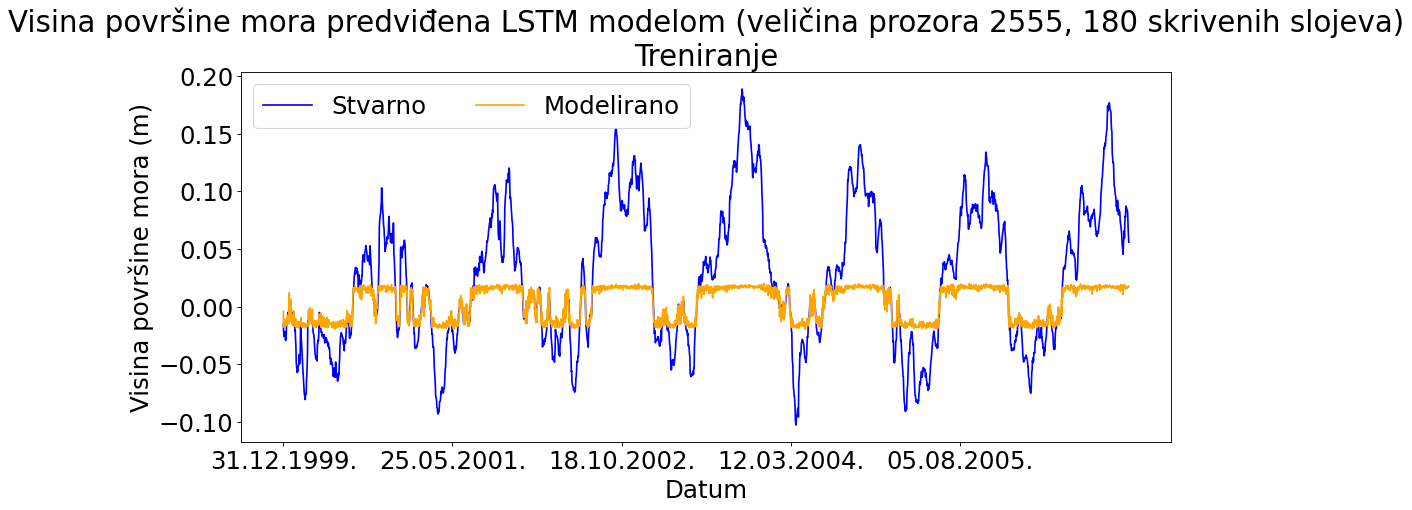 Visina površine mora predviđena LSTM modelom (veličina prozora 2555, 180 skrivenih slojeva)
Treniranje
Stvarno Modelirano
Visina površine mora (m)
0.20
0.15
0.10
0.05
0.00
−0.05
−0.10
31.12.1999. 25.05.2001. 18.10.2002. 12.03.2004. 05.08.2005.
Datum